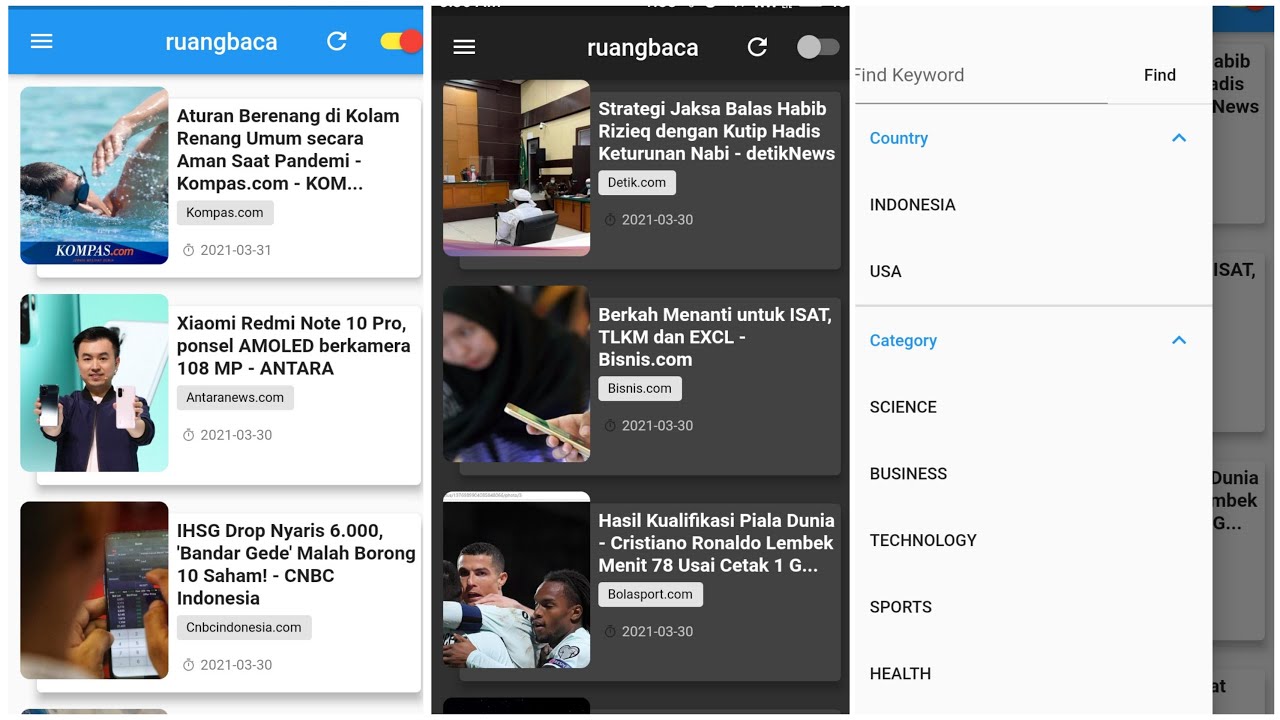 ruangbaca
Aturan Berenang di Kolam
Renang Umum secara
Aman Saat Pandemi -
Kompas.com - KOM...
Kompas.com
2021-03-31
KOMPAS.com
Xiaomi Redmi Note 10 Pro,
ponsel AMOLED berkamera
108 MP - ANTARA
Antaranews.com
2021-03-30
IHSG Drop Nyaris 6.000,
'Bandar Gede' Malah Borong
10 Saham! - CNBC
Indonesia
Cnbcindonesia.com
2021-03-30
ruangbaca
Strategi Jaksa Balas Habib
Rizieq dengan Kutip Hadis
Keturunan Nabi - detikNews
Detik.com
2021-03-30
Berkah Menanti untuk ISAT,
TLKM dan EXCL -
Bisnis.com
Bisnis.com
2021-03-30
Hasil Kualifikasi Piala Dunia
- Cristiano Ronaldo Lembek
Menit 78 Usai Cetak 1 G...
Bolasport.com
2021-03-30
Find Keyword
Find
Country
INDONESIA
USA
Category
SCIENCE
BUSINESS
TECHNOLOGY
SPORTS
HEALTH
abib
adis
News
ISAT,
Dunia
mbek
G...
at